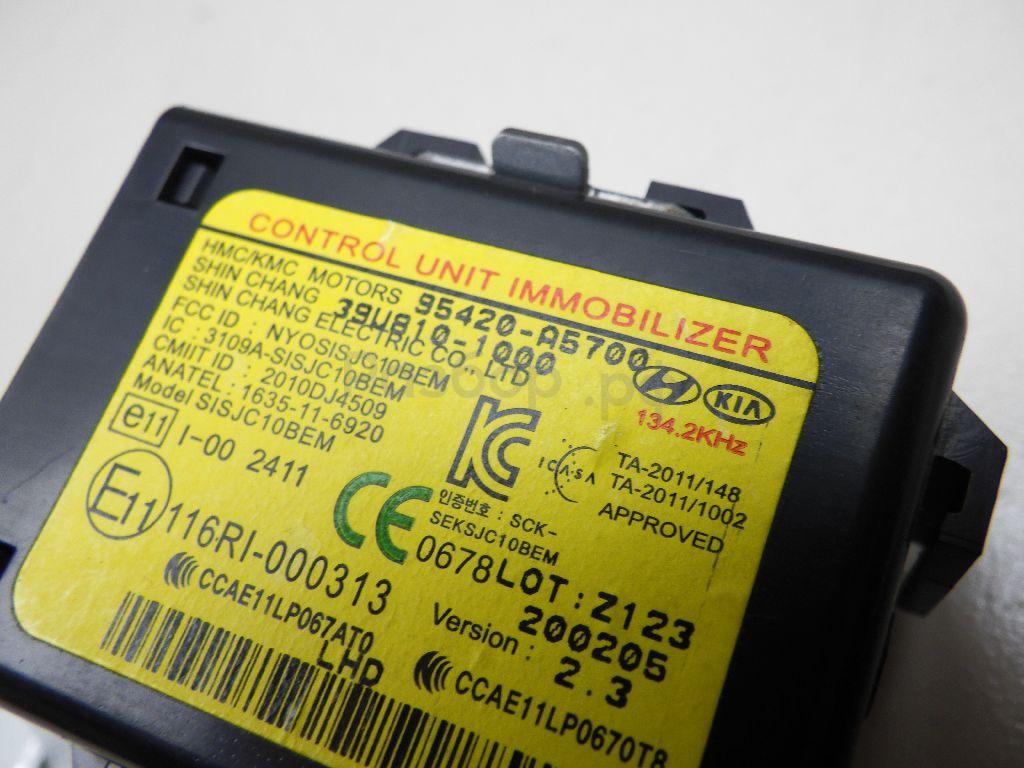 CONTROL UNIT IMMOBILIZER
HMC/KMC MOTORS 95420-A5700
SHIN CHANG
SHIN CHANG ELECTRIC CO., LTD
FCC ID : NYOSISJC10BEM
IC : 3109A-SISJC10BEM
CMIIT ID : 2010DJ4509
ANATEL : 1635-11-6920
Model SISJC10BEM
KIA
134.2KHz
e11 I-00 2411
E11 116RI-000313
ICASA
TA-2011/148
TA-2011/1002
APPROVED
인증번호 : SCK-
SEKSJC10BEM
CE 0678 LOT : Z123
200205
Version : 2.3
CCAE11LP067AT0
LHD
CCAE11LP0670T8